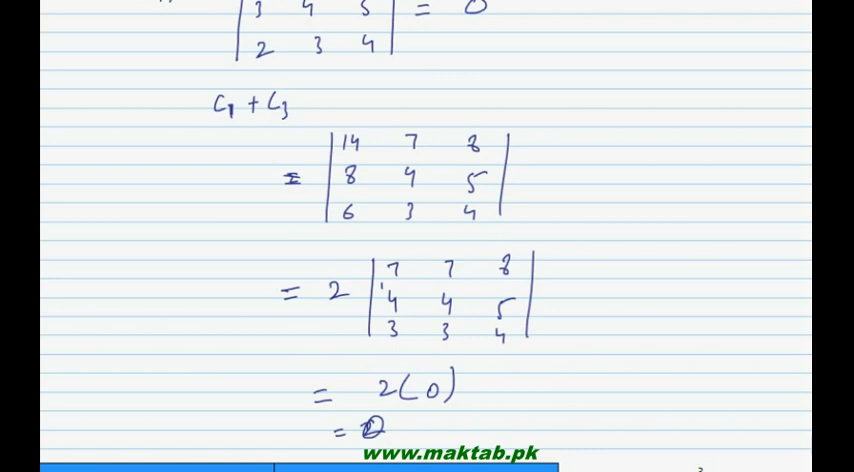 | 3 4 5 | = 0
| 2 3 4 |
C1 + C3
| 14 7 8 |
= | 8 4 5 |
| 6 3 4 |
| 7 7 8 |
= 2 | 4 4 5 |
| 3 3 4 |
= 2(0)
= 0
www.maktab.pk